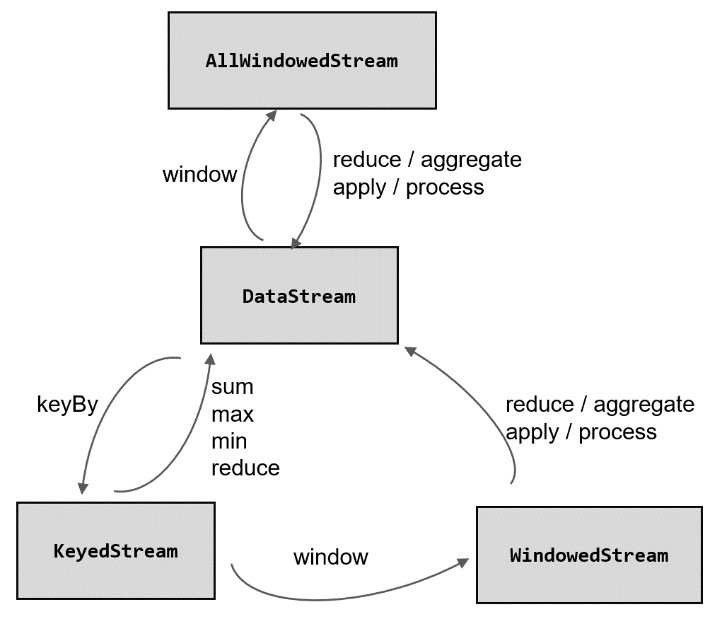 AllWindowedStream
window
reduce / aggregate
apply / process
DataStream
keyBy
sum
max
min
reduce
reduce / aggregate
apply / process
KeyedStream
window
WindowedStream